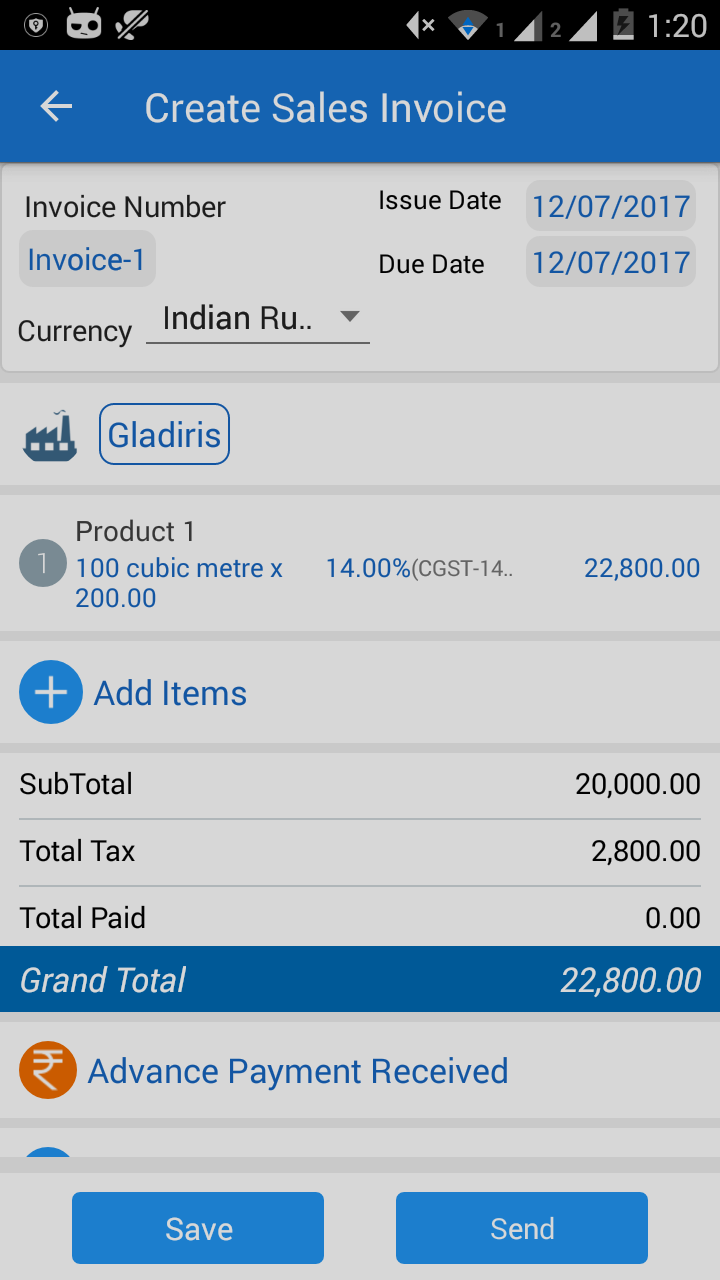 1 2 1:20
Create Sales Invoice
Invoice Number
Issue Date 12/07/2017
Invoice-1
Due Date 12/07/2017
Currency Indian Ru..
Gladiris
Product 1
1 100 cubic metre x 14.00%(CGST-14.. 22,800.00
200.00
Add Items
SubTotal 20,000.00
Total Tax 2,800.00
Total Paid 0.00
Grand Total 22,800.00
₹ Advance Payment Received
Save Send